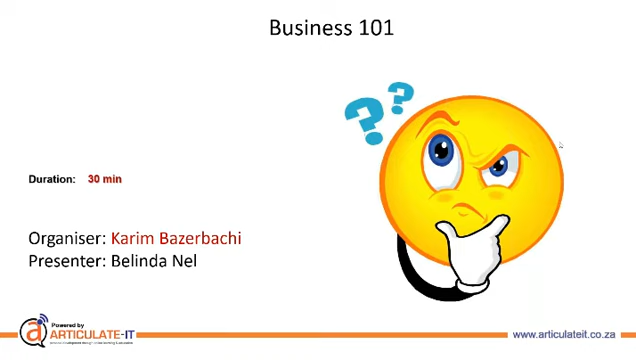 Business 101
??
Duration: 30 min
Organiser: Karim Bazerbachi
Presenter: Belinda Nel
a
Powered by
ARTICULATE-IT
www.articulateit.co.za